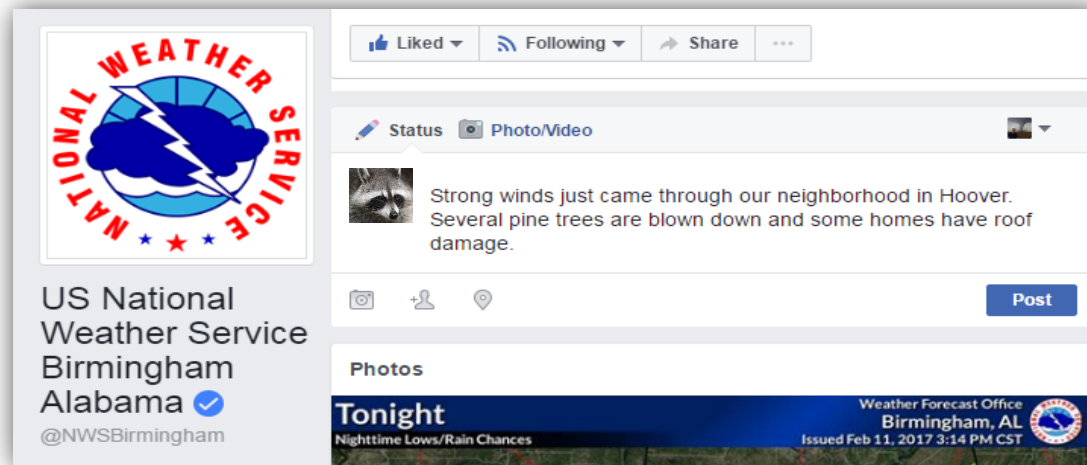 NATIONAL WEATHER SERVICE
US National
Weather Service
Birmingham
Alabama
@NWSBirmingham
Liked
Following
Share
Status
Photo/Video
Strong winds just came through our neighborhood in Hoover.
Several pine trees are blown down and some homes have roof
damage.
Post
Photos
Tonight
Nighttime Lows/Rain Chances
Weather Forecast Office
Birmingham, AL
Issued Feb 11, 2017 3:14 PM CST